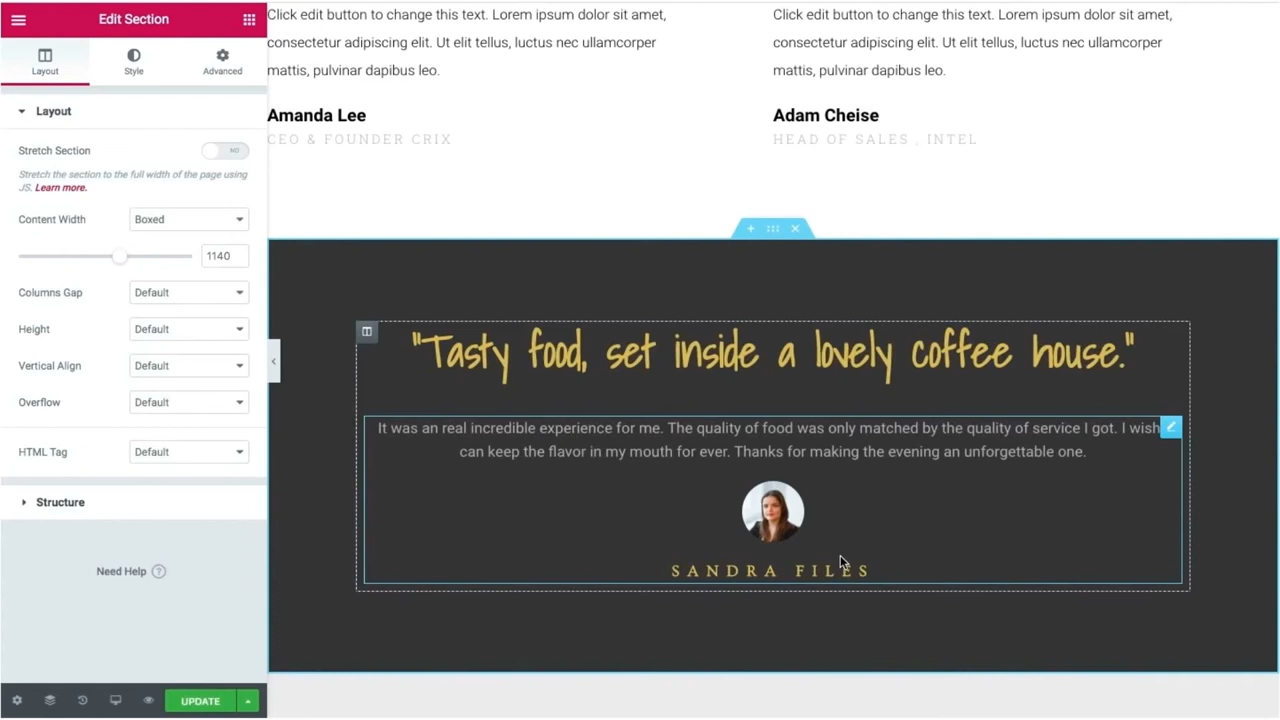 Edit Section
Layout
Style
Advanced
Layout
Stretch Section
NO
Stretch the section to the full width of the page using
JS. Learn more.
Content Width
Boxed
1140
Columns Gap
Default
Height
Default
Vertical Align
Default
Overflow
Default
HTML Tag
Default
Structure
Need Help
UPDATE
Click edit button to change this text. Lorem ipsum dolor sit amet,
consectetur adipiscing elit. Ut elit tellus, luctus nec ullamcorper
mattis, pulvinar dapibus leo.
Amanda Lee
CEO & FOUNDER CRIX
Click edit button to change this text. Lorem ipsum dolor sit amet,
consectetur adipiscing elit. Ut elit tellus, luctus nec ullamcorper
mattis, pulvinar dapibus leo.
Adam Cheise
HEAD OF SALES , INTEL
"Tasty food, set inside a lovely coffee house."
It was an real incredible experience for me. The quality of food was only matched by the quality of service I got. I wish
can keep the flavor in my mouth for ever. Thanks for making the evening an unforgettable one.
SANDRA FILES